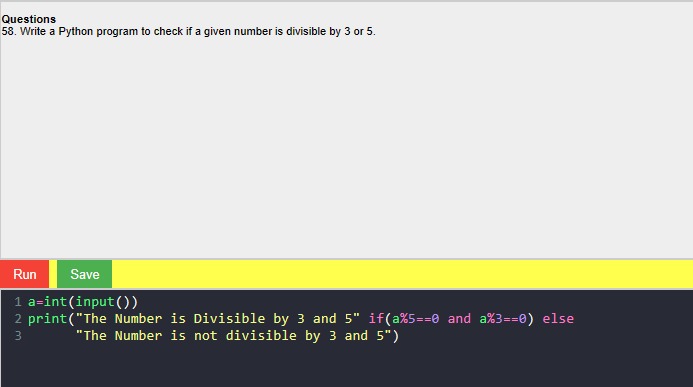 Questions
58. Write a Python program to check if a given number is divisible by 3 or 5.
Run Save
1 a=int(input())
2 print("The Number is Divisible by 3 and 5" if(a%5==0 and a%3==0) else
3 "The Number is not divisible by 3 and 5")